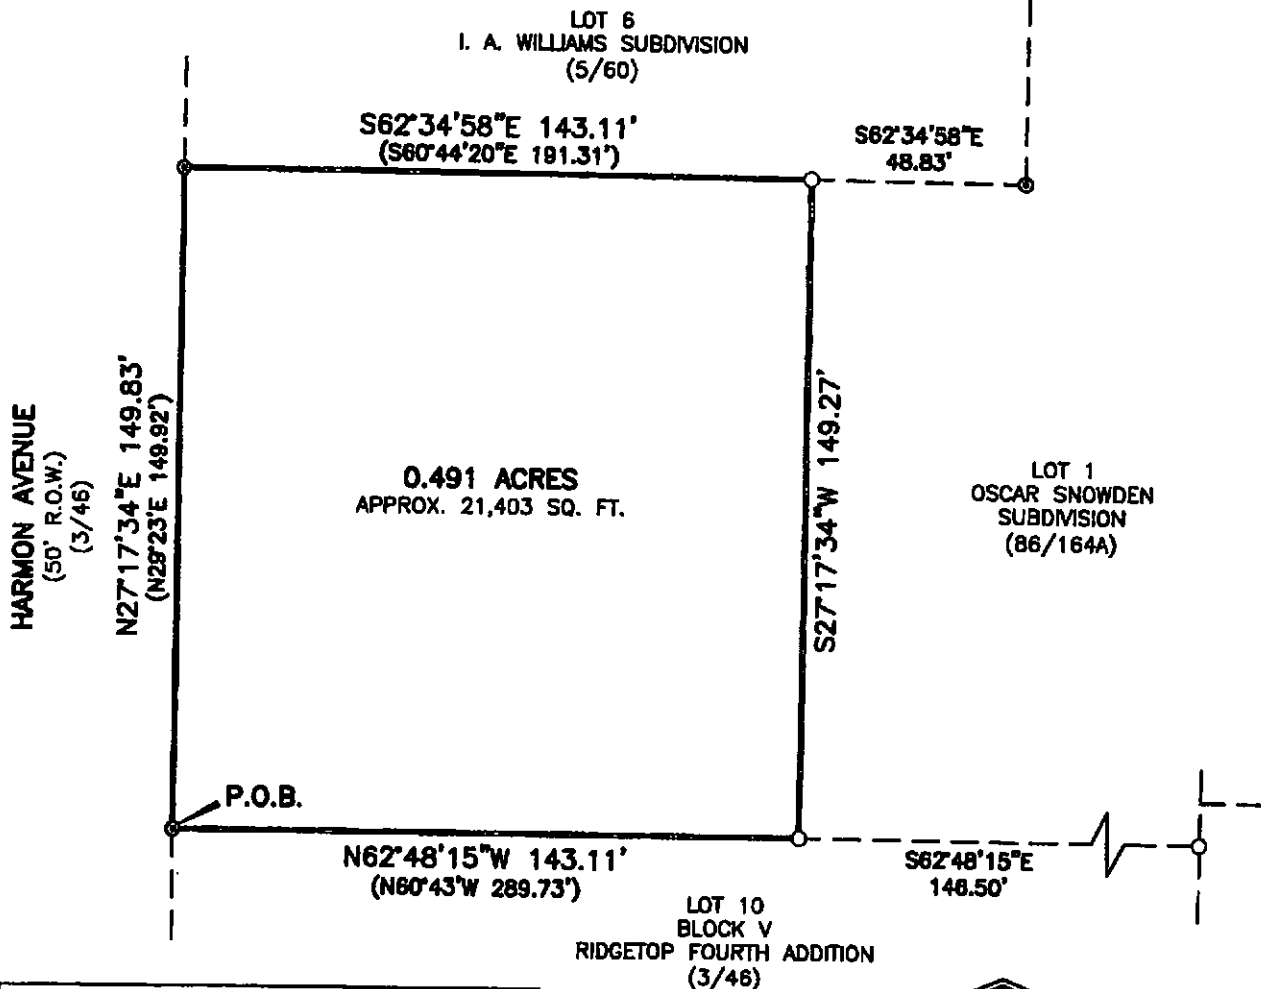 LOT 6
I. A. WILLIAMS SUBDIVISION
(5/60)
S62°34'58"E 143.11'
(S60°44'20"E 191.31')
S62°34'58"E
48.83'
HARMON AVENUE
(50' R.O.W.)
(3/46)
N27°17'34"E 149.83'
(N29°23'E 149.92')
0.491 ACRES
APPROX. 21,403 SQ. FT.
S27°17'34"W 149.27'
LOT 1
OSCAR SNOWDEN
SUBDIVISION
(86/164A)
P.O.B.
N62°48'15"W 143.11'
(N60°43'W 289.73')
S62°48'15"E
146.50'
LOT 10
BLOCK V
RIDGETOP FOURTH ADDITION
(3/46)